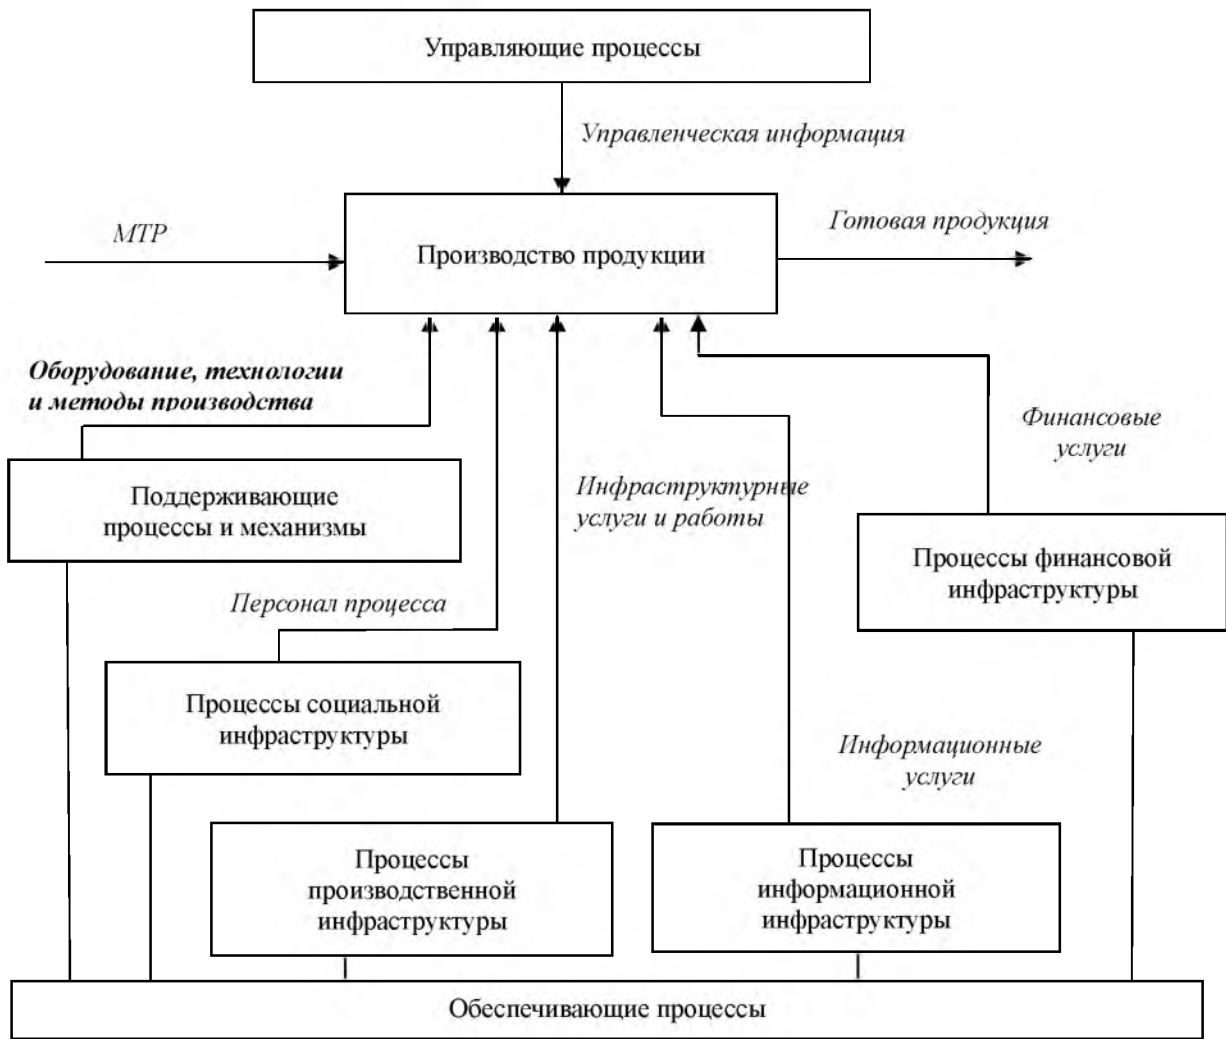 Управляющие процессы
Управленческая информация
МТР
Готовая продукция
Производство продукции
Оборудование, технологии
и методы производства
Финансовые
услуги
Инфраструктурные
услуги и работы
Поддерживающие
процессы и механизмы
Процессы финансовой
инфраструктуры
Персонал процесса
Процессы социальной
инфраструктуры
Информационные
услуги
Процессы
производственной
инфраструктуры
Процессы
информационной
инфраструктуры
Обеспечивающие процессы